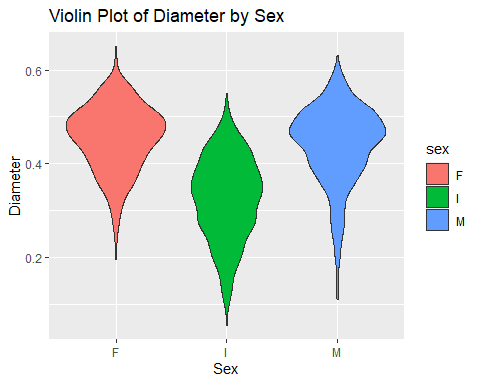 Violin Plot of Diameter by Sex
0.6
0.4
0.2
Diameter
F I M
Sex
sex
F
I
M